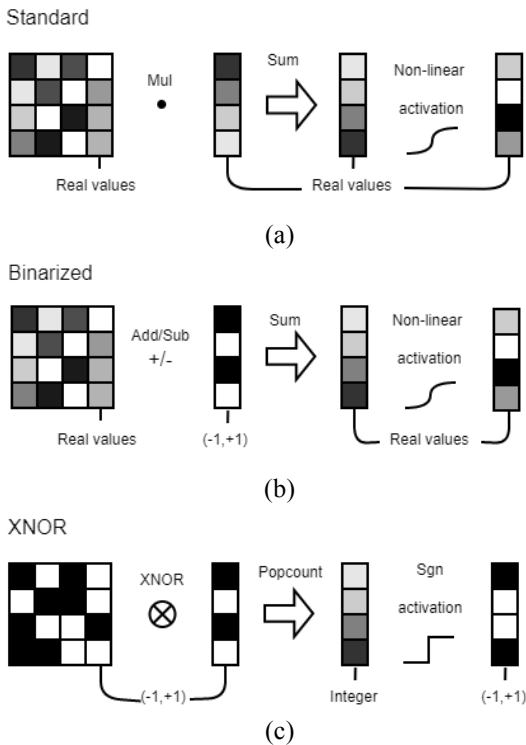 Standard
Mul
Sum
Non-linear
activation
Real values
Real values
(a)
Binarized
Add/Sub
+/-
Sum
Non-linear
activation
Real values
(-1,+1)
Real values
(b)
XNOR
XNOR
Popcount
Sgn
activation
(-1,+1)
Integer
(-1,+1)
(c)